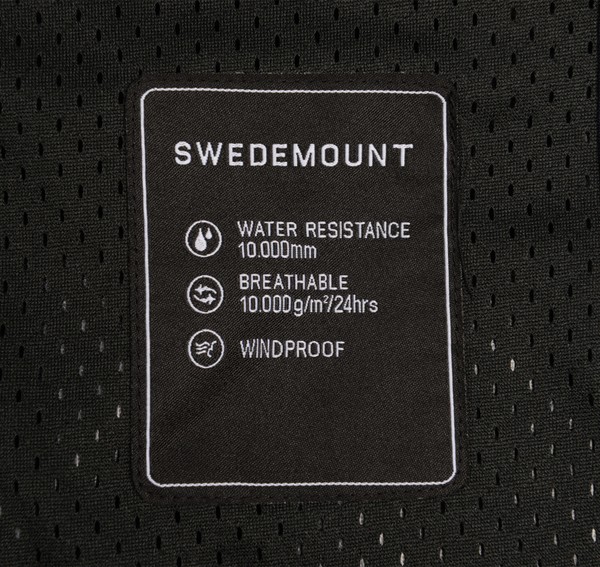 SWEDEMOUNT
WATER RESISTANCE
10.000mm
BREATHABLE
10.000g/m²/24hrs
WINDPROOF